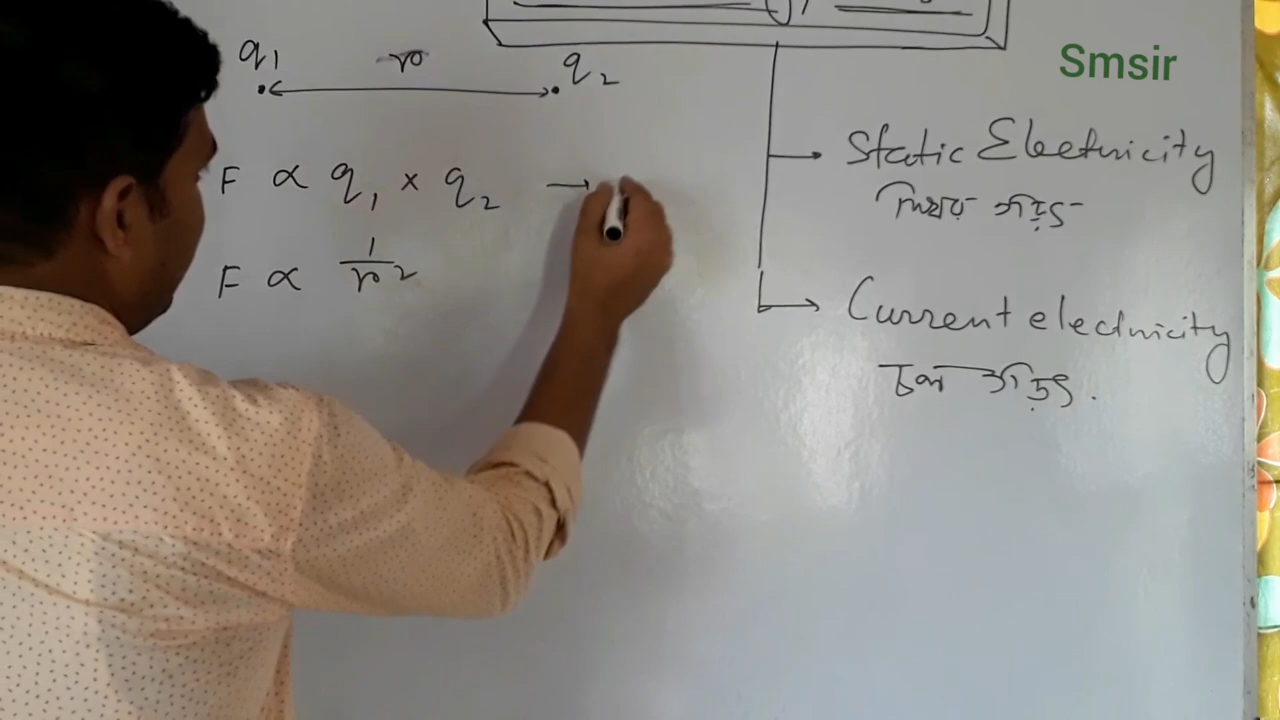 Smsir
q₁ r q₂
F ∝ q₁ × q₂ →
F ∝ 1/r²
Static Electricity
স্থির তড়িৎ
Current electricity
চল তড়িৎ.